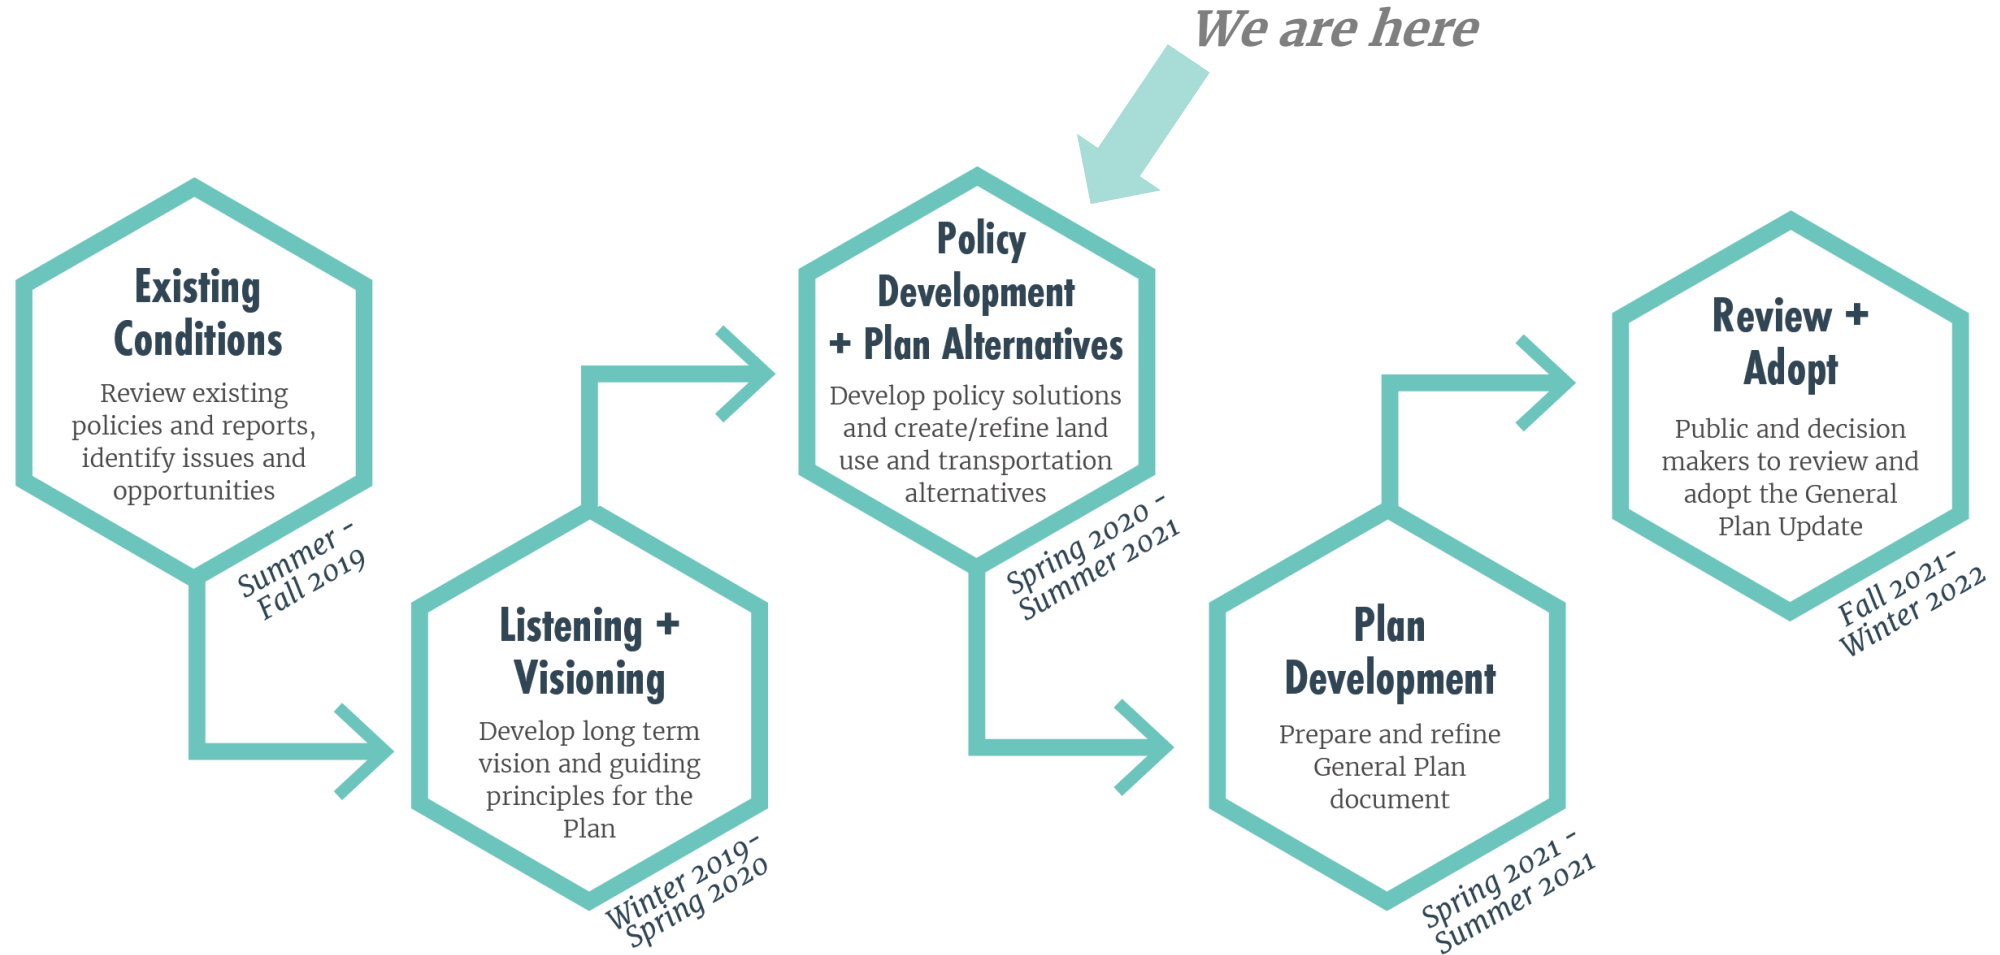 We are here
Existing
Conditions
Review existing
policies and reports,
identify issues and
opportunities
Summer -
Fall 2019
Listening +
Visioning
Develop long term
vision and guiding
principles for the
Plan
Winter 2019-
Spring 2020
Policy
Development
+ Plan Alternatives
Develop policy solutions
and create/refine land
use and transportation
alternatives
Spring 2020 -
Summer 2021
Plan
Development
Prepare and refine
General Plan
document
Spring 2021 -
Summer 2021
Review +
Adopt
Public and decision
makers to review and
adopt the General
Plan Update
Fall 2021-
Winter 2022